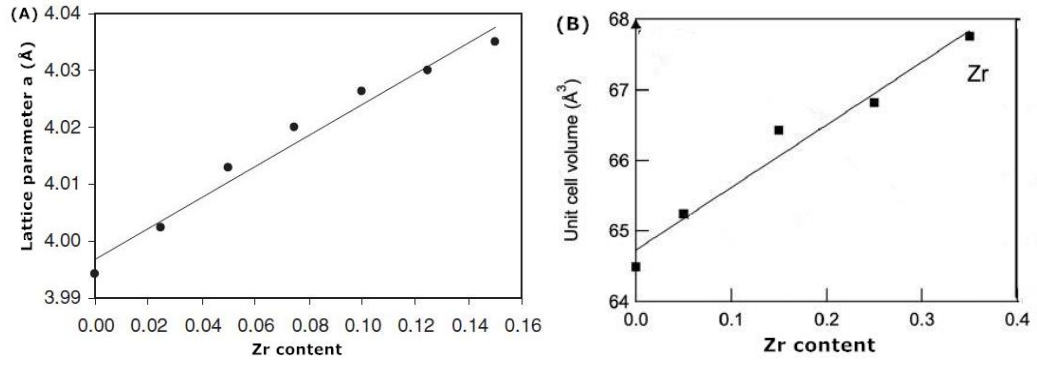 (A)
Lattice parameter a (Å)
4.04
4.03
4.02
4.01
4.00
3.99
0.00 0.02 0.04 0.06 0.08 0.10 0.12 0.14 0.16
Zr content
(B)
Unit cell volume (Å³)
68
67
66
65
64
Zr
0.0 0.1 0.2 0.3 0.4
Zr content